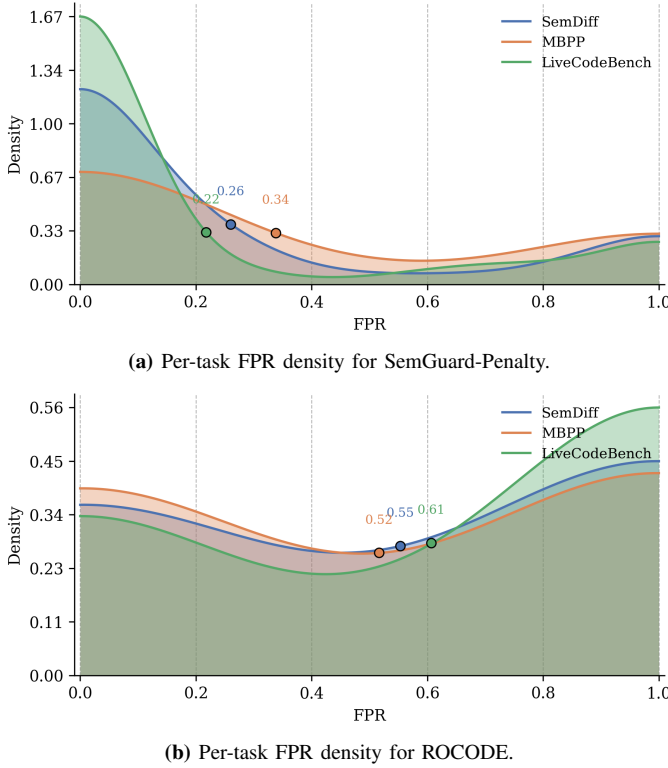 1.67
1.34
1.00
0.67
0.33
0.00
Density
SemDiff
MBPP
LiveCodeBench
0.22
0.26
0.34
0.0 0.2 0.4 0.6 0.8 1.0
FPR
(a) Per-task FPR density for SemGuard-Penalty.
0.56
0.45
0.34
0.23
0.11
0.00
Density
SemDiff
MBPP
LiveCodeBench
0.52
0.55
0.61
0.0 0.2 0.4 0.6 0.8 1.0
FPR
(b) Per-task FPR density for ROCODE.